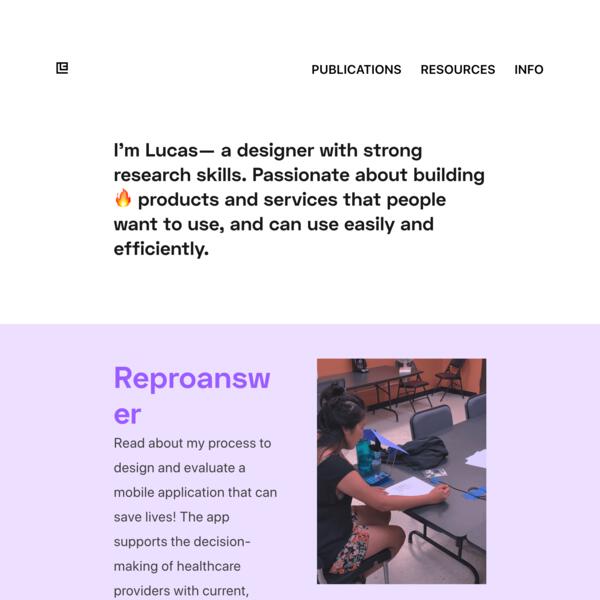 PUBLICATIONS RESOURCES INFO
I'm Lucas— a designer with strong
research skills. Passionate about building
🔥 products and services that people
want to use, and can use easily and
efficiently.
Reproansw
er
Read about my process to
design and evaluate a
mobile application that can
save lives! The app
supports the decision-
making of healthcare
providers with current,